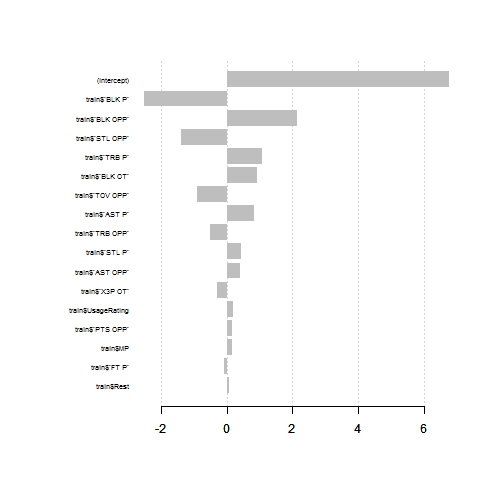 (Intercept)
train$`BLK P`
train$`BLK OPP`
train$`STL OPP`
train$`TRB P`
train$`BLK OT`
train$`TOV OPP`
train$`AST P`
train$`TRB OPP`
train$`STL P`
train$`AST OPP`
train$`X3P OT`
train$UsageRating
train$`PTS OPP`
train$MP
train$`FT P`
train$Rest
-2 0 2 4 6